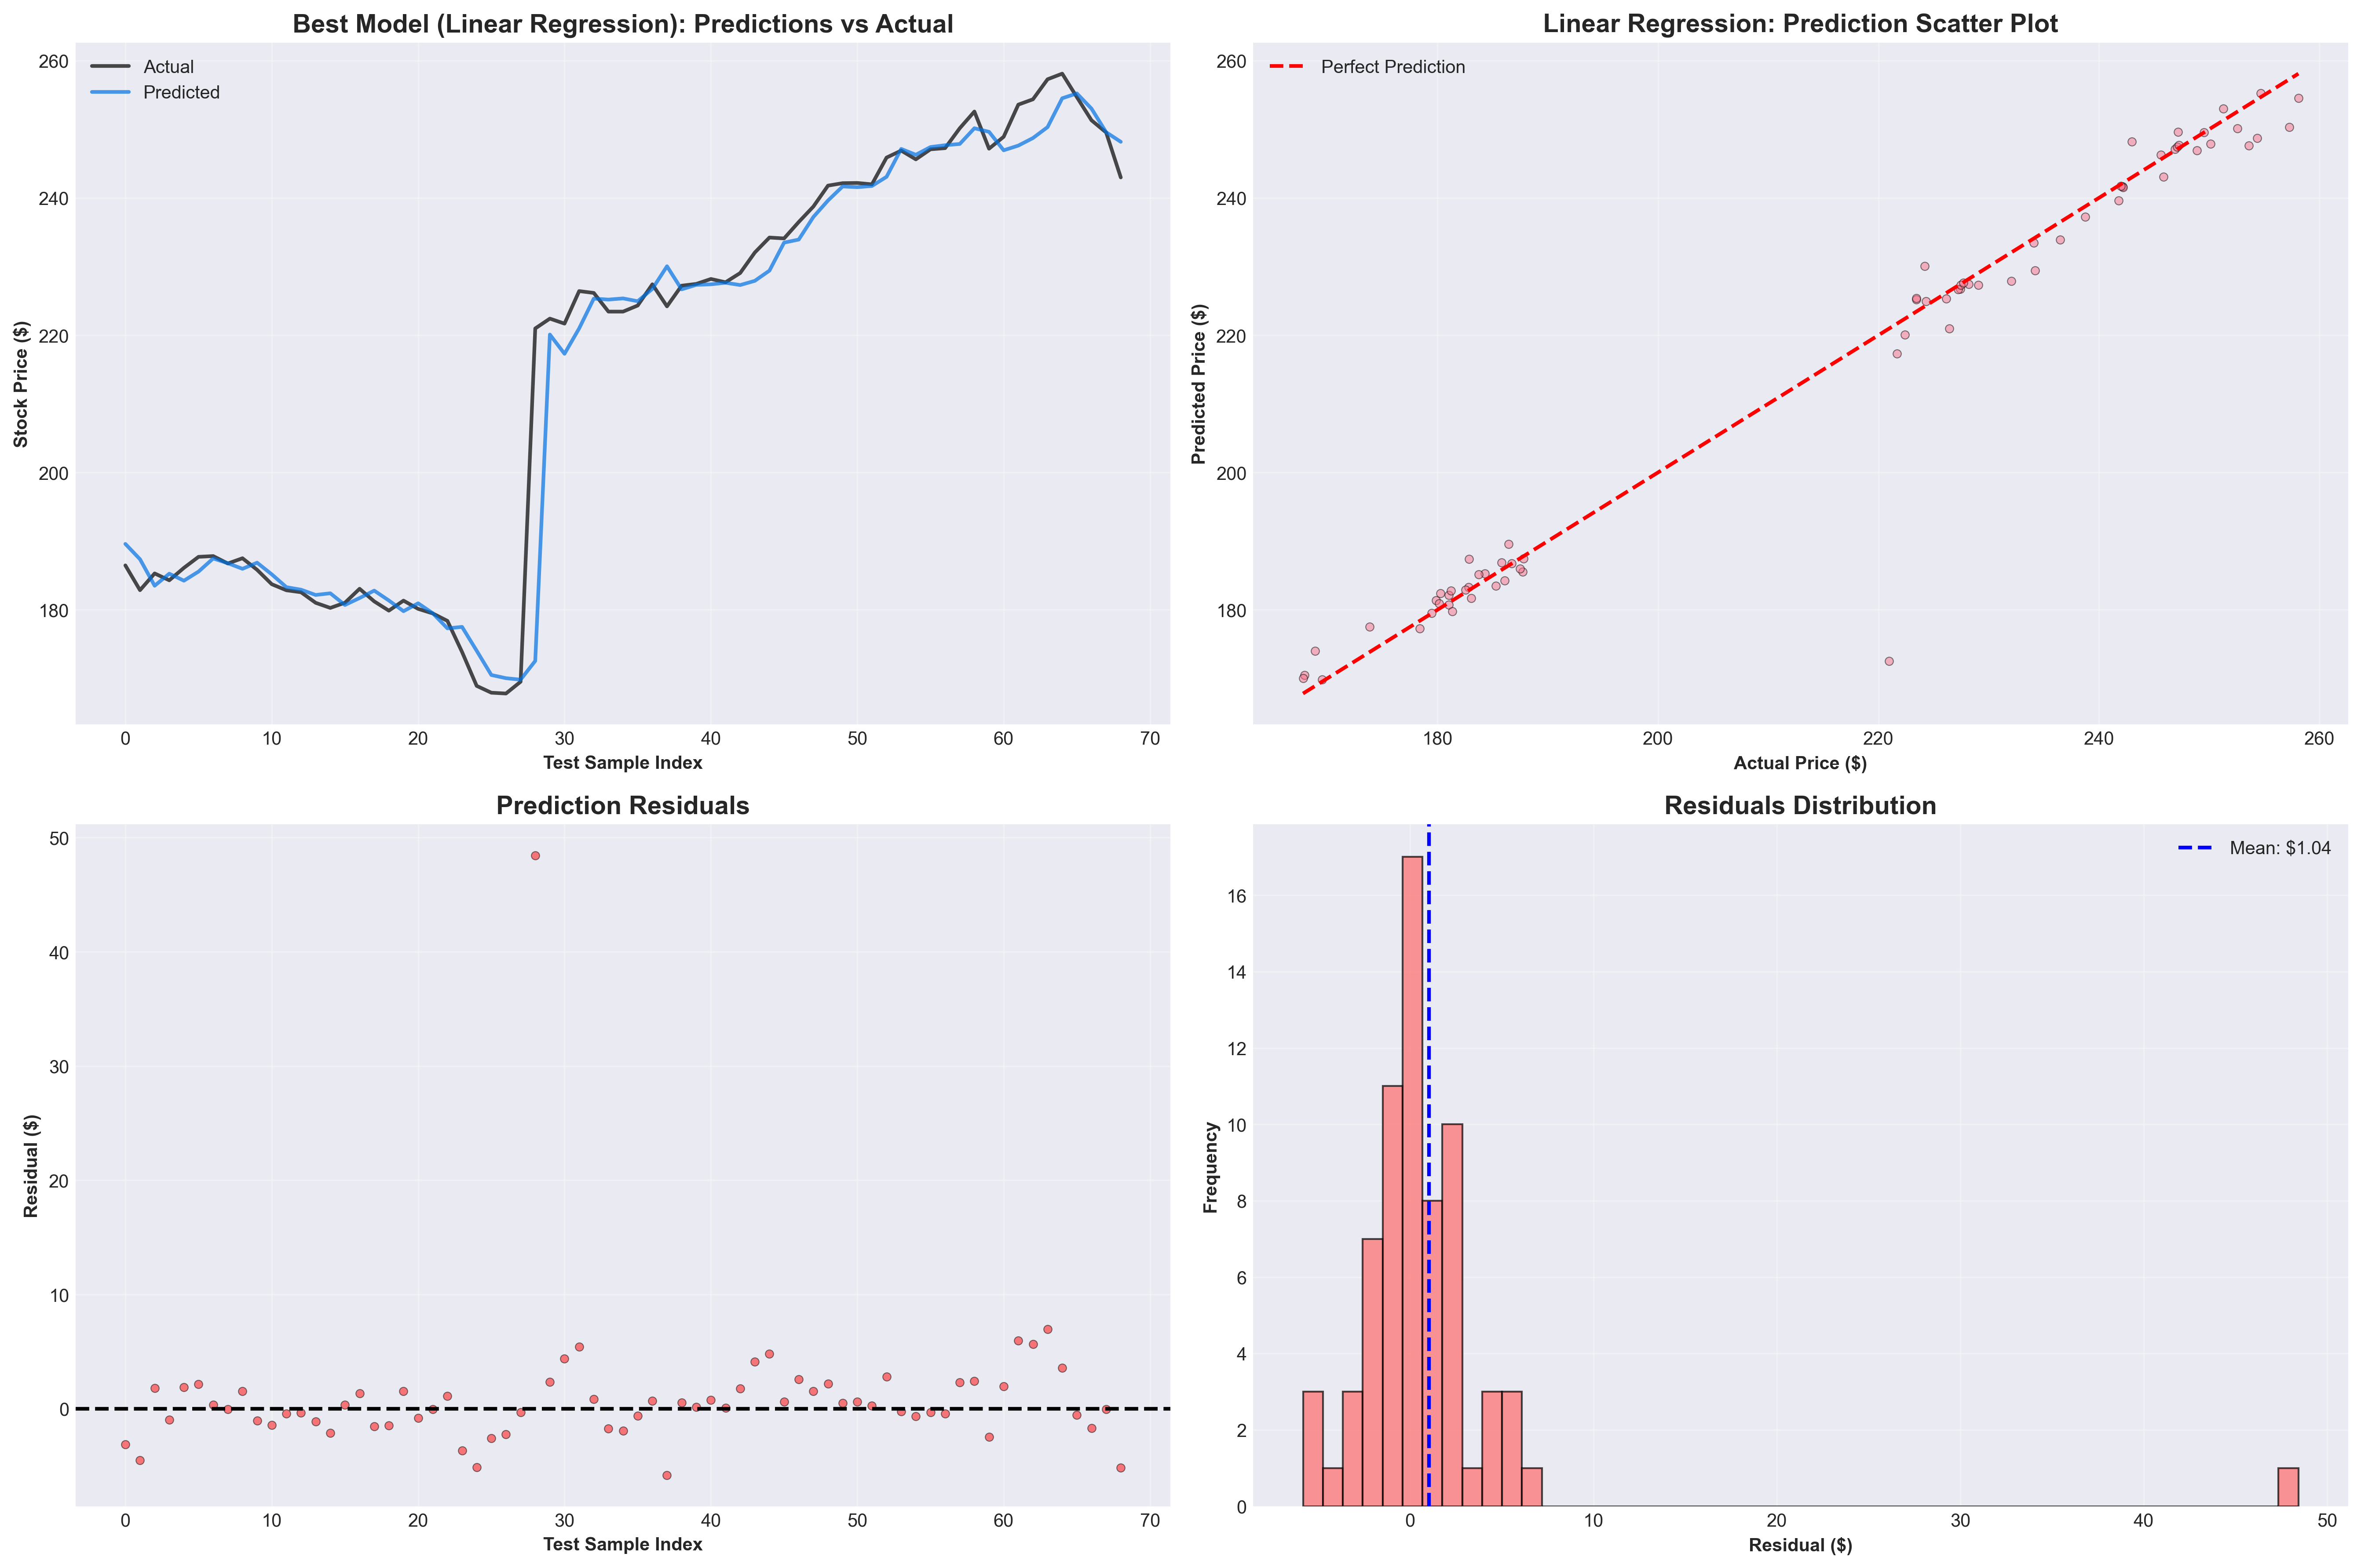 Best Model (Linear Regression): Predictions vs Actual
Actual
Predicted
260
240
220
200
180
Stock Price ($)
0 10 20 30 40 50 60 70
Test Sample Index
Linear Regression: Prediction Scatter Plot
Perfect Prediction
260
240
220
200
180
Predicted Price ($)
180 200 220 240 260
Actual Price ($)
Prediction Residuals
50
40
30
20
10
0
Residual ($)
0 10 20 30 40 50 60 70
Test Sample Index
Residuals Distribution
Mean: $1.04
16
14
12
10
8
6
4
2
0
Frequency
0 10 20 30 40 50
Residual ($)